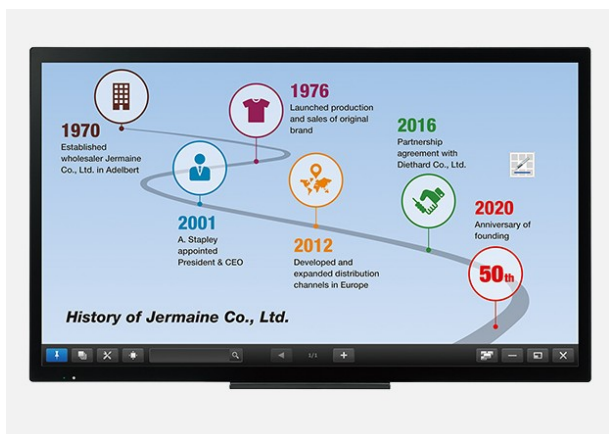 1970
Established
wholesaler Jermaine
Co., Ltd. in Adelbert
1976
Launched production
and sales of original
brand
2001
A. Stapley
appointed
President & CEO
2012
Developed and
expanded distribution
channels in Europe
2016
Partnership
agreement with
Diethard Co., Ltd.
2020
Anniversary of
founding
50th
History of Jermaine Co., Ltd.
1/1